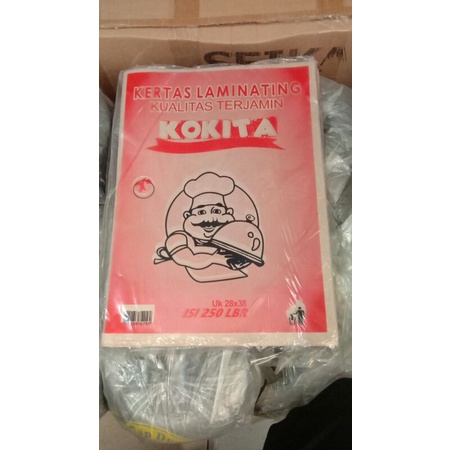 KERTAS LAMINATING
KUALITAS TERJAMIN
KOKITA
Uk 28x38
ISI 250 LBR